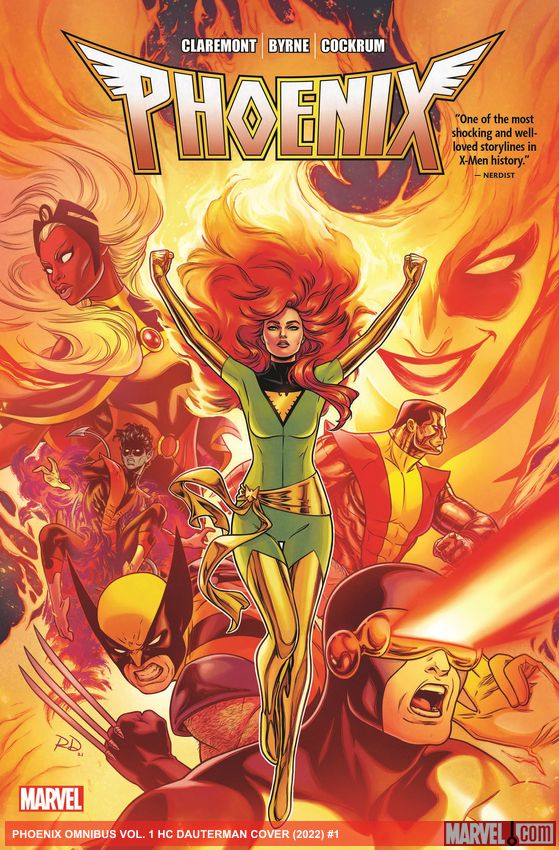 CLAREMONT | BYRNE | COCKRUM
PHOENIX
"One of the most
shocking and well-
loved storylines in
X-Men history."
— NERDIST
RD
MARVEL
PHOENIX OMNIBUS VOL. 1 HC DAUTERMAN COVER (2022) #1
MARVEL.com